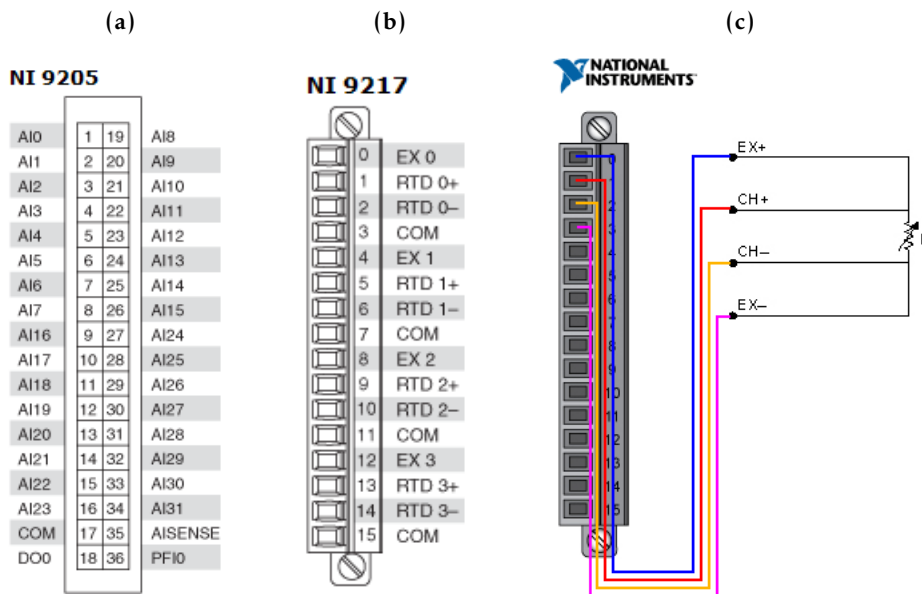 (a)
(b)
(c)
NI 9205
AI0 1 19 AI8
AI1 2 20 AI9
AI2 3 21 AI10
AI3 4 22 AI11
AI4 5 23 AI12
AI5 6 24 AI13
AI6 7 25 AI14
AI7 8 26 AI15
AI16 9 27 AI24
AI17 10 28 AI25
AI18 11 29 AI26
AI19 12 30 AI27
AI20 13 31 AI28
AI21 14 32 AI29
AI22 15 33 AI30
AI23 16 34 AI31
COM 17 35 AISENSE
DO0 18 36 PFI0
NI 9217
0 EX 0
1 RTD 0+
2 RTD 0–
3 COM
4 EX 1
5 RTD 1+
6 RTD 1–
7 COM
8 EX 2
9 RTD 2+
10 RTD 2–
11 COM
12 EX 3
13 RTD 3+
14 RTD 3–
15 COM
NATIONAL
INSTRUMENTS
0
1
2
3
4
5
6
7
8
9
10
11
12
13
14
15
EX+
CH+
CH–
EX–